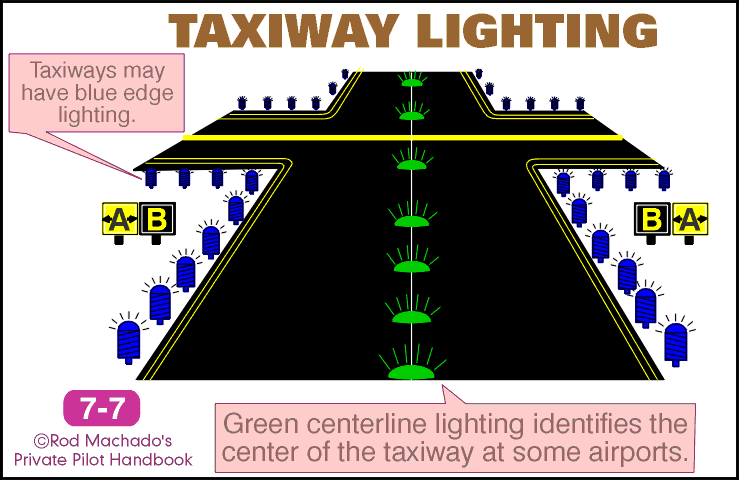 TAXIWAY LIGHTING
Taxiways may
have blue edge
lighting.
A B
B A
7-7
©Rod Machado's
Private Pilot Handbook
Green centerline lighting identifies the
center of the taxiway at some airports.